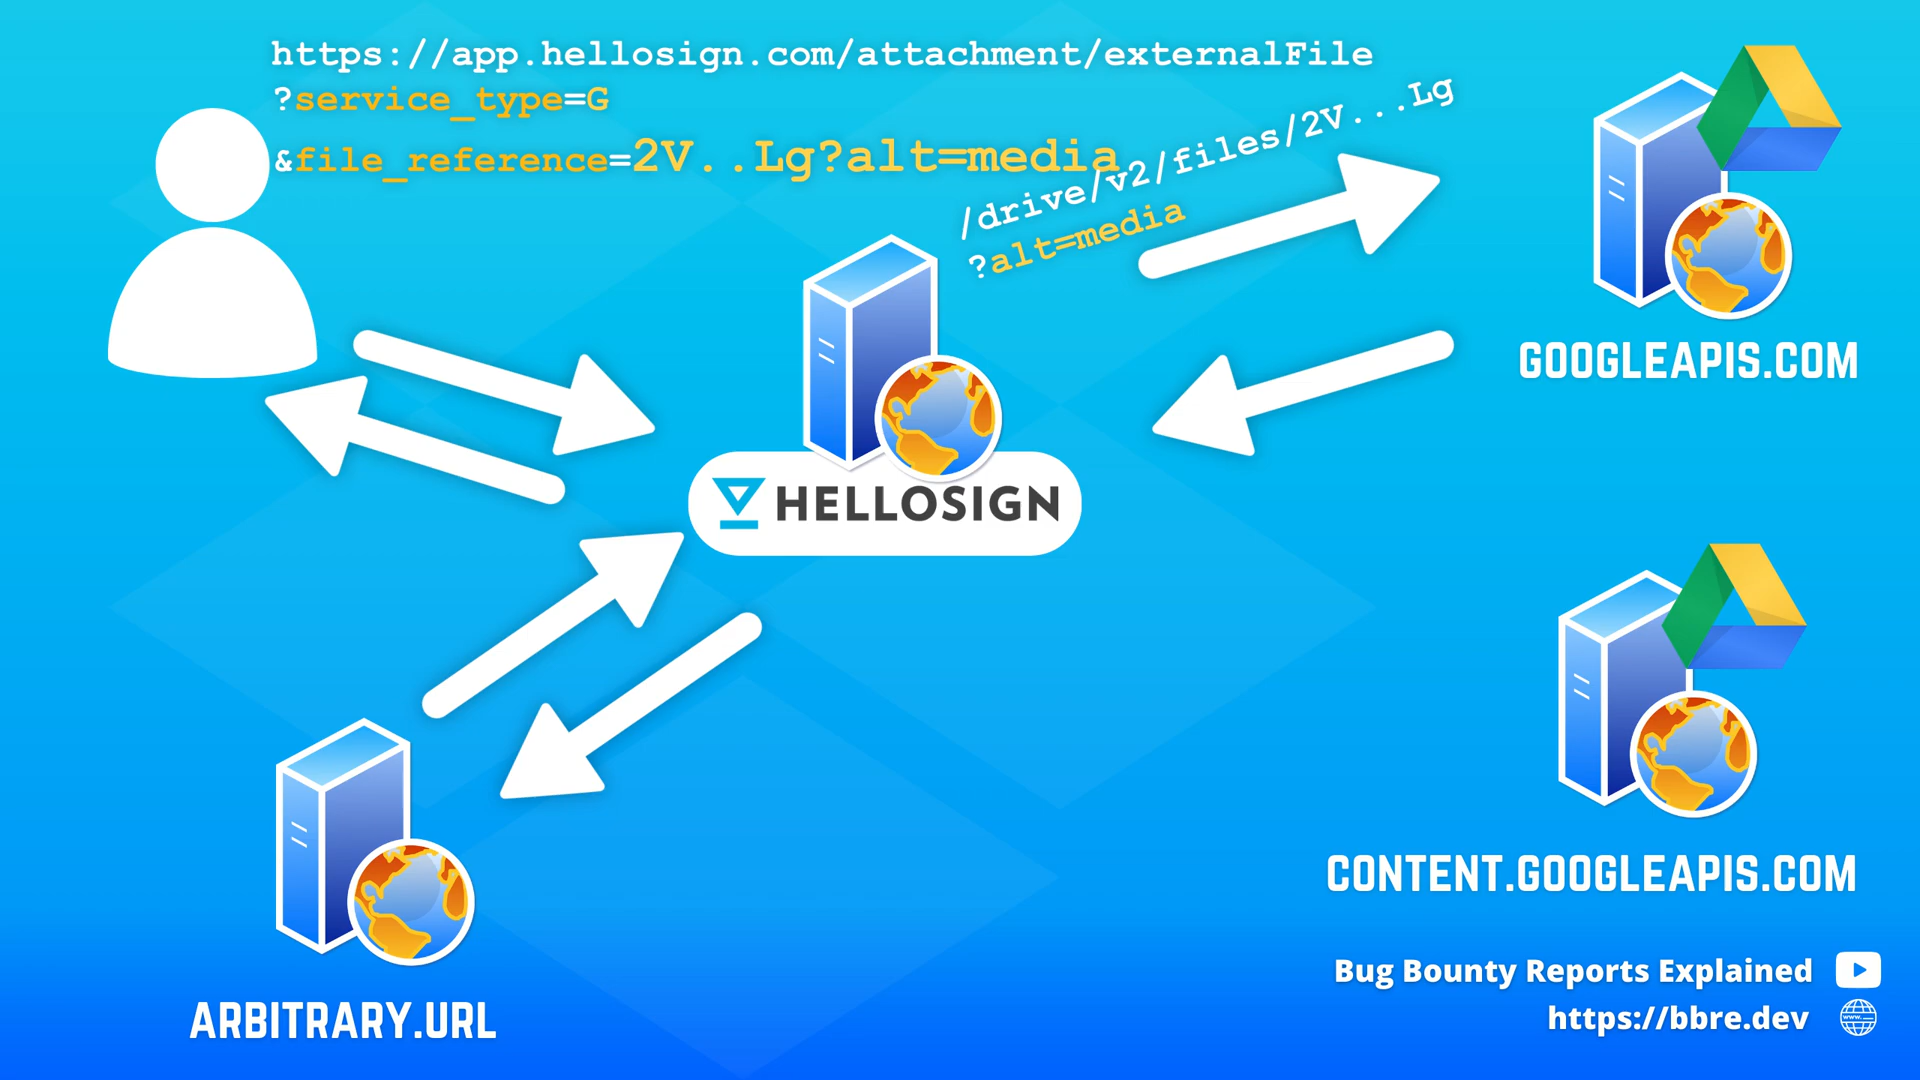 https://app.hellosign.com/attachment/externalFile
?service_type=G
&file_reference=2V..Lg?alt=media
/drive/v2/files/2V...Lg
?alt=media
GOOGLEAPIS.COM
HELLOSIGN
CONTENT.GOOGLEAPIS.COM
Bug Bounty Reports Explained
https://bbre.dev
www.
ARBITRARY.URL